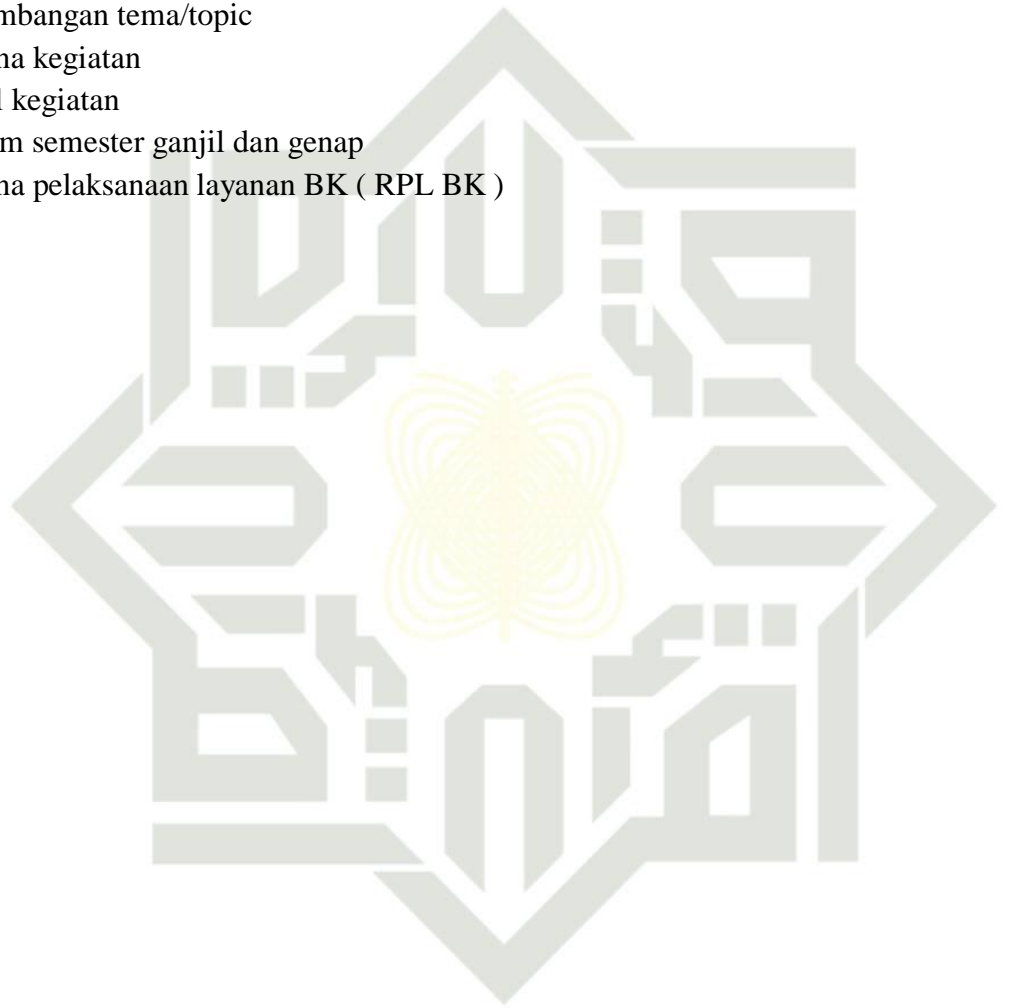 mbangan tema/topic
na kegiatan
l kegiatan
m semester ganjil dan genap
na pelaksanaan layanan BK ( RPL BK )